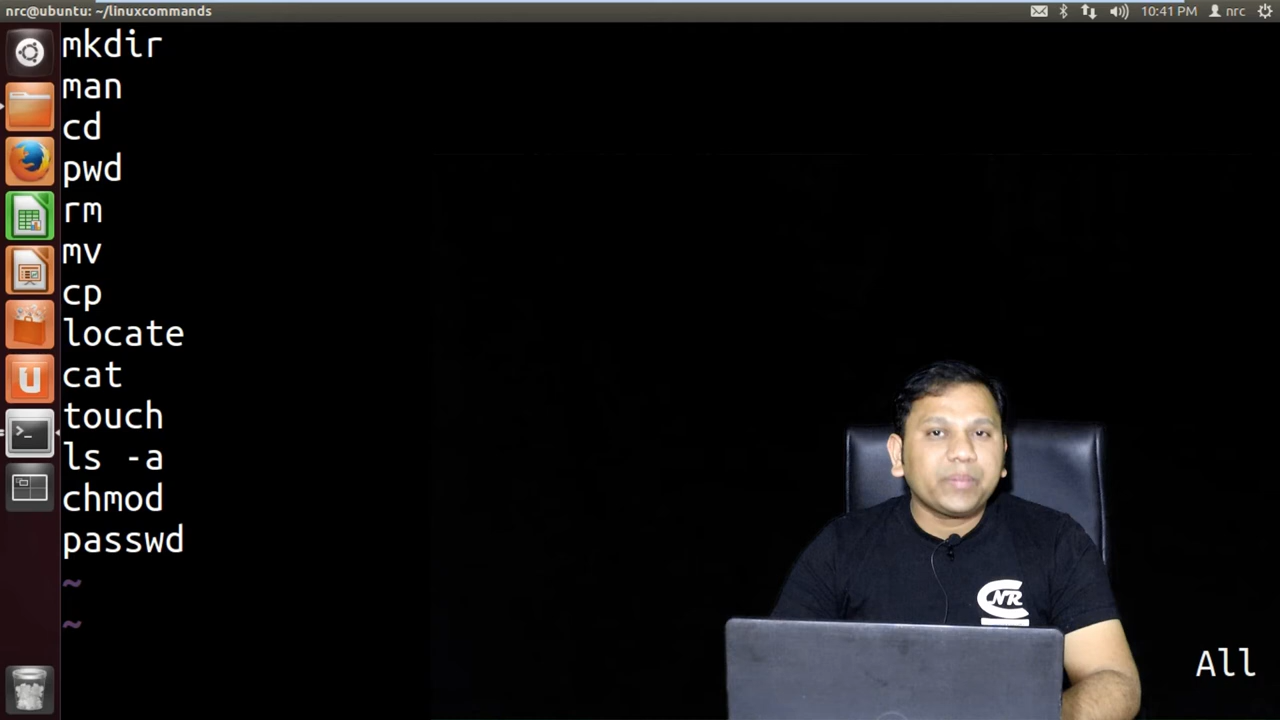 nrc@ubuntu: ~/linuxcommands
10:41 PM
nrc
mkdir
man
cd
pwd
rm
mv
cp
locate
cat
touch
ls -a
chmod
passwd
~
~
NR
All